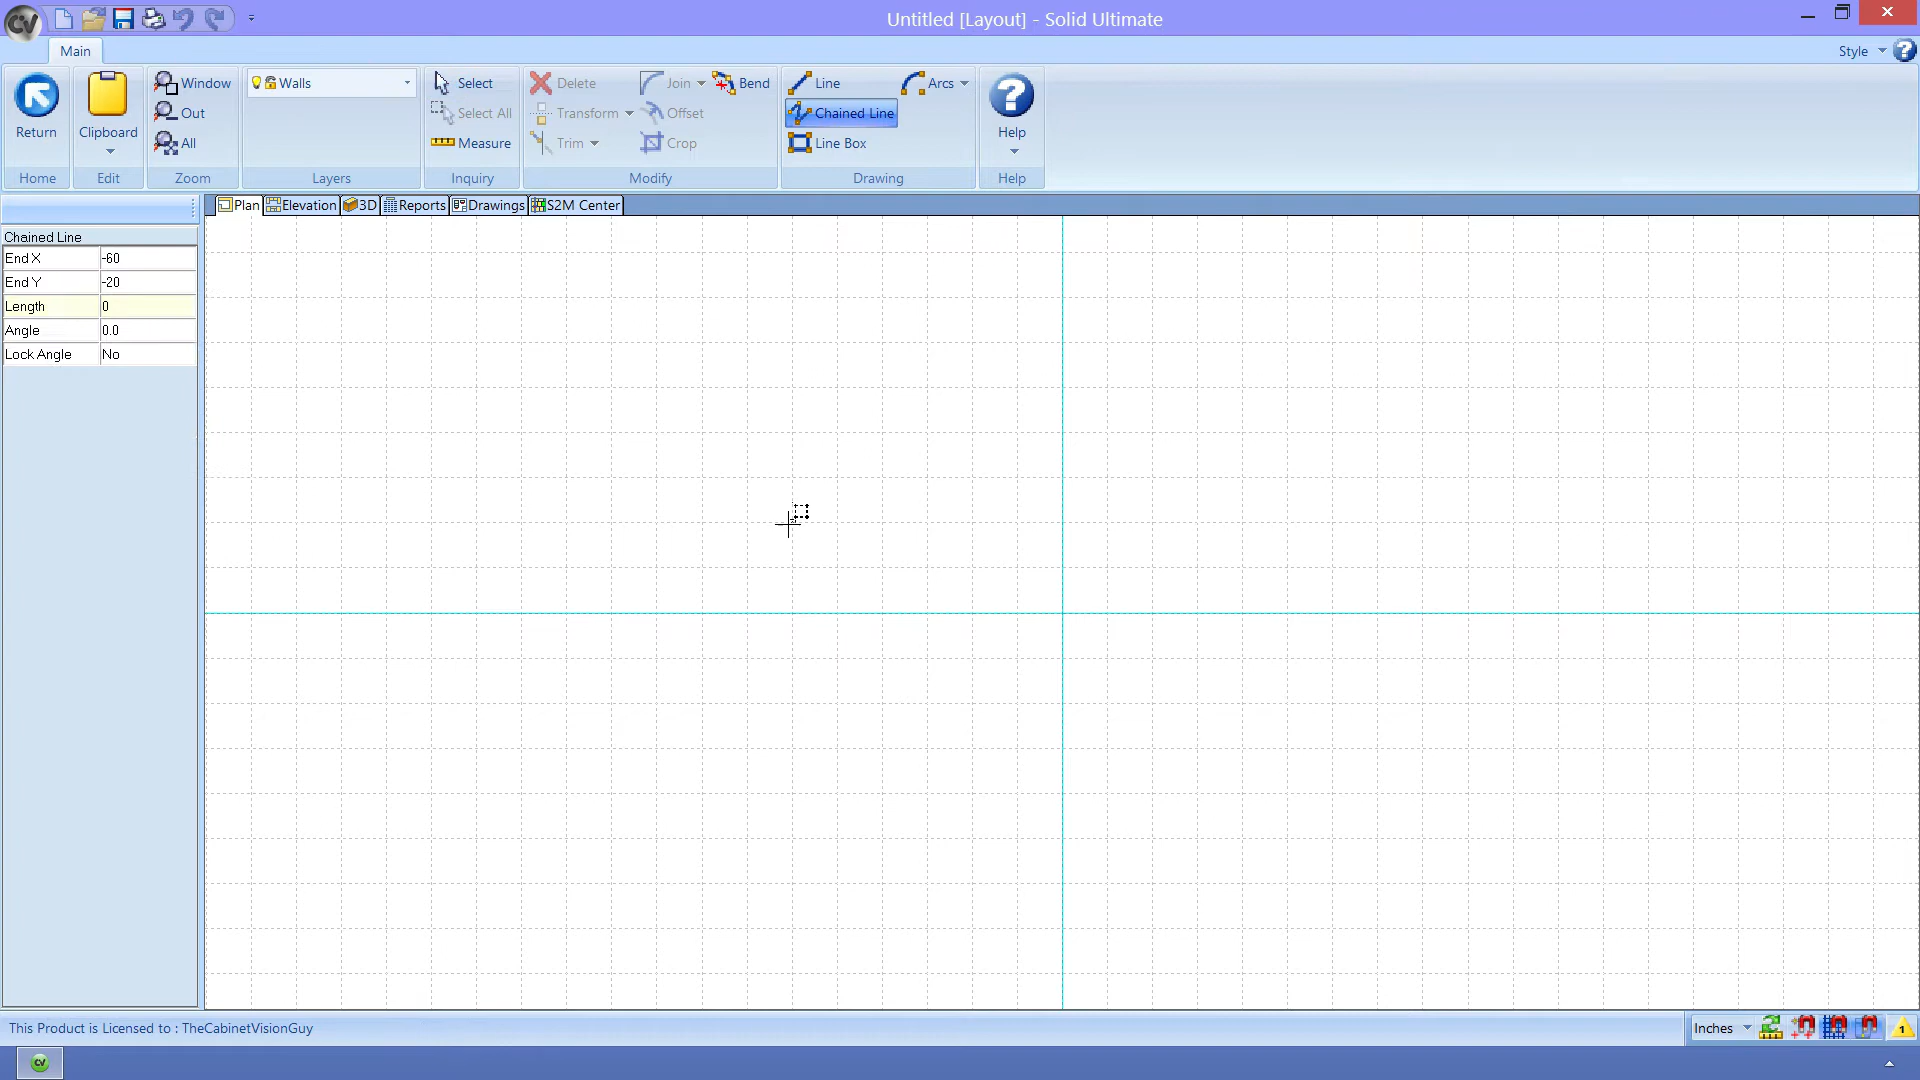 Untitled [Layout] - Solid Ultimate
CV
Main
Style
Return
Clipboard
Window
Out
All
Walls
Select
Select All
Measure
Delete
Transform
Trim
Join
Offset
Crop
Bend
Line
Chained Line
Line Box
Arcs
Help
Home
Edit
Zoom
Layers
Inquiry
Modify
Drawing
Help
Plan
Elevation
3D
Reports
Drawings
S2M Center
Chained Line
End X -60
End Y -20
Length 0
Angle 0.0
Lock Angle No
This Product is Licensed to : TheCabinetVisionGuy
Inches
1
CV